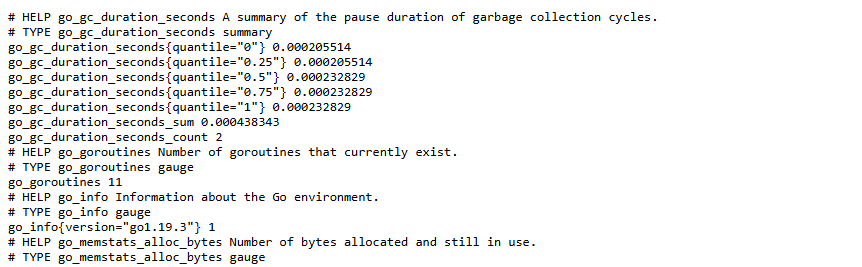 # HELP go_gc_duration_seconds A summary of the pause duration of garbage collection cycles.
# TYPE go_gc_duration_seconds summary
go_gc_duration_seconds{quantile="0"} 0.000205514
go_gc_duration_seconds{quantile="0.25"} 0.000205514
go_gc_duration_seconds{quantile="0.5"} 0.000232829
go_gc_duration_seconds{quantile="0.75"} 0.000232829
go_gc_duration_seconds{quantile="1"} 0.000232829
go_gc_duration_seconds_sum 0.000438343
go_gc_duration_seconds_count 2
# HELP go_goroutines Number of goroutines that currently exist.
# TYPE go_goroutines gauge
go_goroutines 11
# HELP go_info Information about the Go environment.
# TYPE go_info gauge
go_info{version="go1.19.3"} 1
# HELP go_memstats_alloc_bytes Number of bytes allocated and still in use.
# TYPE go_memstats_alloc_bytes gauge